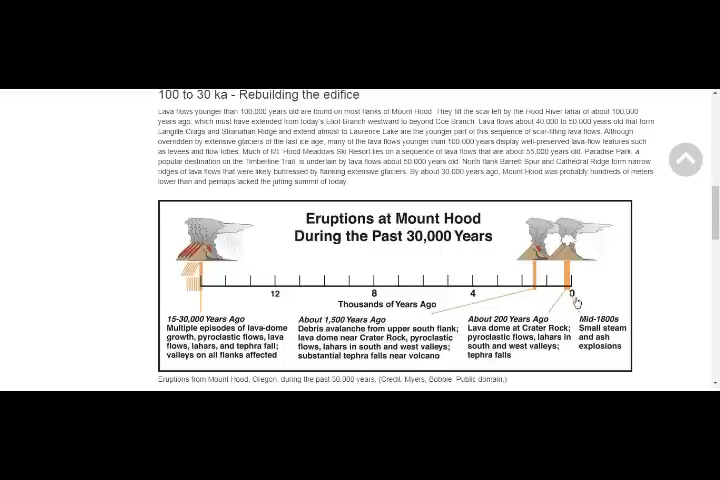 100 to 30 ka - Rebuilding the edifice
Lava flows younger than 100,000 years old are found on most flanks of Mount Hood. They fill the scar left by the Hood River lahar of about 100,000
years ago, which must have extended from today's Eliot Branch westward to beyond Coe Branch. Lava flows about 40,000 to 50,000 years old that form
Langille Crags and Stranahan Ridge and extend almost to Laurence Lake are the younger part of this sequence of scar-filling lava flows. Although
overridden by extensive glaciers of the last ice age, many of the lava flows younger than 100,000 years display well-preserved lava-flow features such
as levees and flow lobes. Much of Mt. Hood Meadows Ski Resort lies on a sequence of lava flows that are about 55,000 years old. Paradise Park, a
popular destination on the Timberline Trail, is underlain by lava flows about 50,000 years old. North flank Barrett Spur and Cathedral Ridge form narrow
ridges of lava flows that were likely buttressed by flanking extensive glaciers. By about 30,000 years ago, Mount Hood was probably hundreds of meters
lower than and perhaps lacked the jutting summit of today.
Eruptions at Mount Hood
During the Past 30,000 Years
12 8 4 0
Thousands of Years Ago
15-30,000 Years Ago
Multiple episodes of lava-dome
growth, pyroclastic flows, lava
flows, lahars, and tephra fall;
valleys on all flanks affected
About 1,500 Years Ago
Debris avalanche from upper south flank;
lava dome near Crater Rock, pyroclastic
flows, lahars in south and west valleys;
substantial tephra falls near volcano
About 200 Years Ago
Lava dome at Crater Rock;
pyroclastic flows, lahars in
south and west valleys;
tephra falls
Mid-1800s
Small steam
and ash
explosions
Eruptions from Mount Hood, Oregon, during the past 30,000 years. (Credit: Myers, Bobbie. Public domain.)